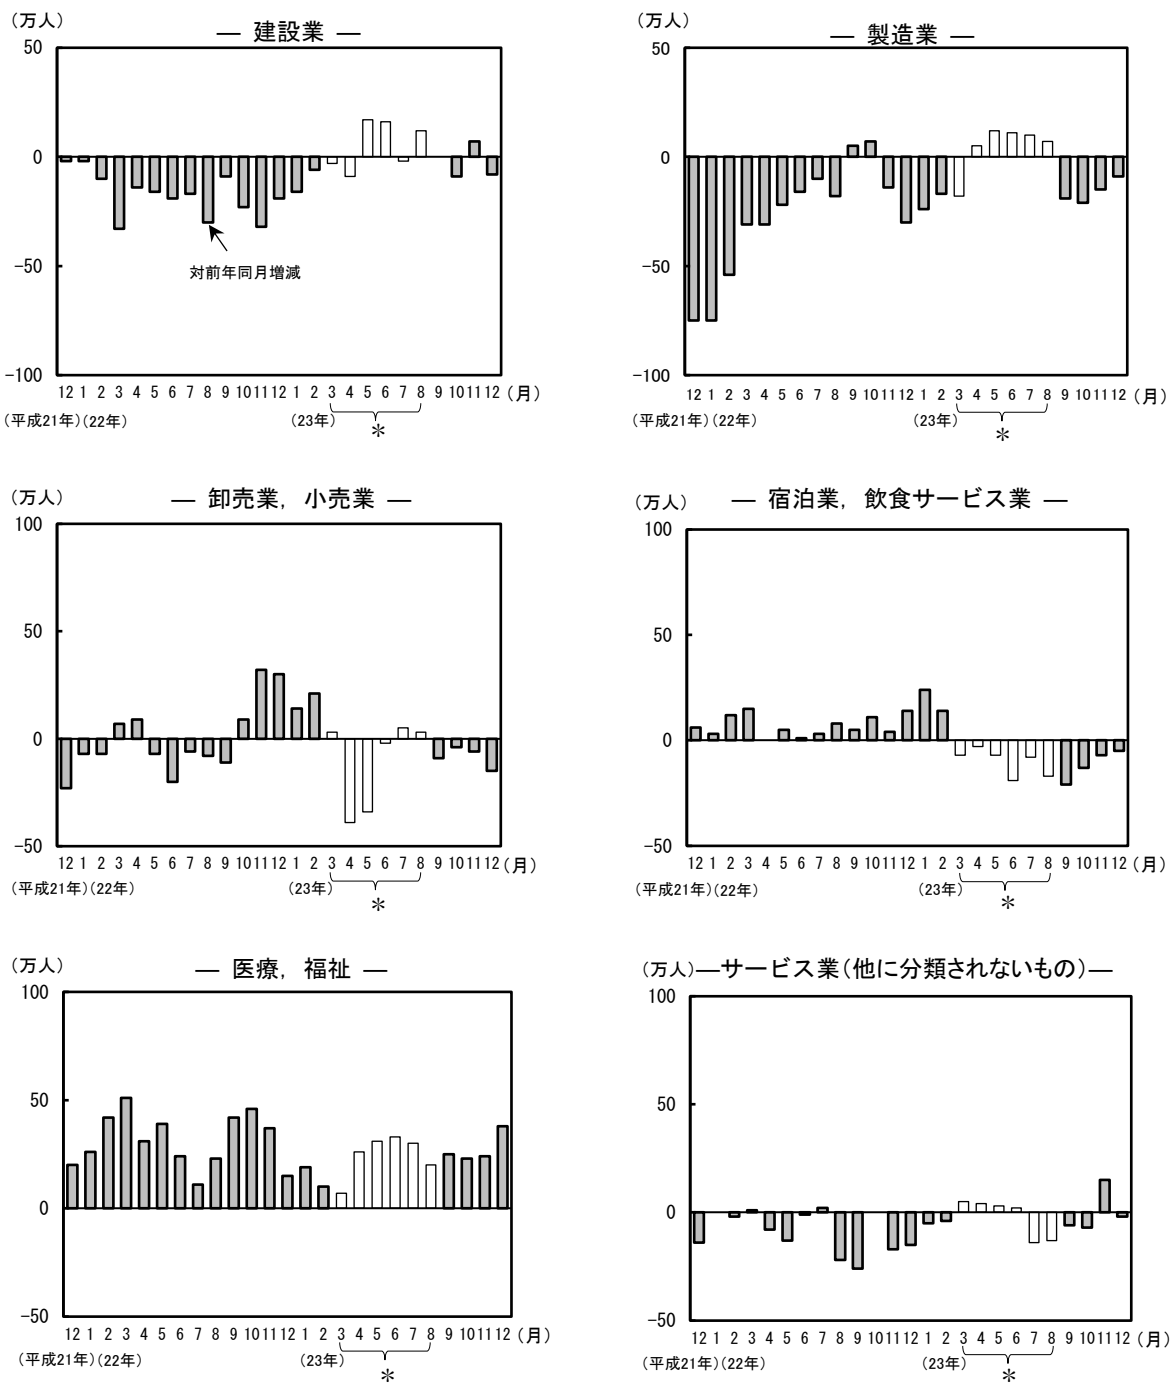 (万人)
― 建設業 ―
50
0
-50
-100
対前年同月増減
12 1 2 3 4 5 6 7 8 9 10 11 12 1 2 3 4 5 6 7 8 9 10 11 12 (月)
(平成21年)(22年) (23年)
＊
(万人)
― 製造業 ―
50
0
-50
-100
12 1 2 3 4 5 6 7 8 9 10 11 12 1 2 3 4 5 6 7 8 9 10 11 12 (月)
(平成21年)(22年) (23年)
＊
(万人)
― 卸売業，小売業 ―
100
50
0
-50
12 1 2 3 4 5 6 7 8 9 10 11 12 1 2 3 4 5 6 7 8 9 10 11 12 (月)
(平成21年)(22年) (23年)
＊
(万人)
― 宿泊業，飲食サービス業 ―
100
50
0
-50
12 1 2 3 4 5 6 7 8 9 10 11 12 1 2 3 4 5 6 7 8 9 10 11 12 (月)
(平成21年)(22年) (23年)
＊
(万人)
― 医療，福祉 ―
100
50
0
-50
12 1 2 3 4 5 6 7 8 9 10 11 12 1 2 3 4 5 6 7 8 9 10 11 12 (月)
(平成21年)(22年) (23年)
＊
(万人)
―サービス業(他に分類されないもの)―
100
50
0
-50
12 1 2 3 4 5 6 7 8 9 10 11 12 1 2 3 4 5 6 7 8 9 10 11 12 (月)
(平成21年)(22年) (23年)
＊